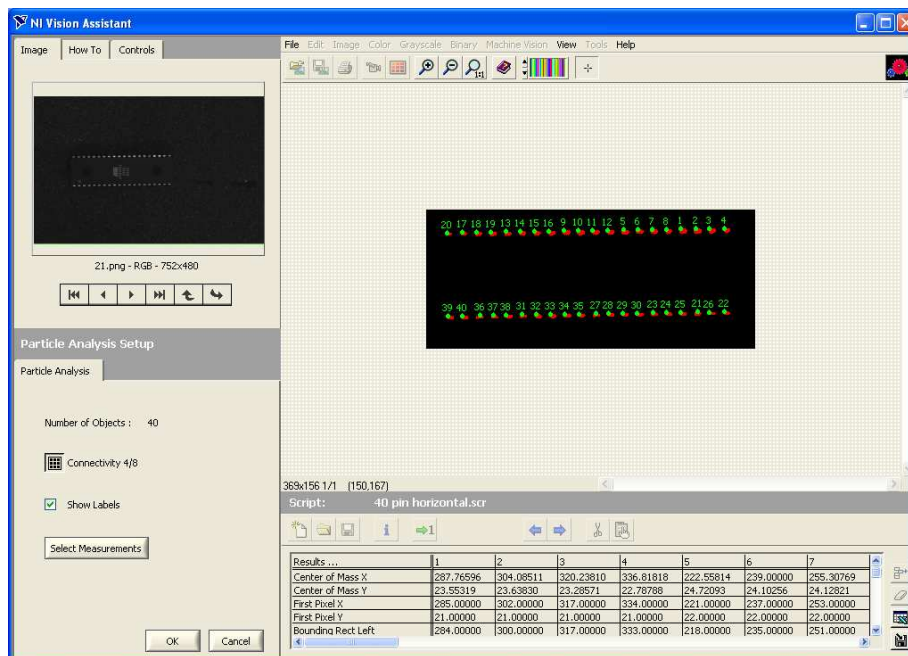 NI Vision Assistant
Image How To Controls
File Edit Image Color Grayscale Binary Machine Vision View Tools Help
1:1
21.png - RGB - 752x480
20 17 18 19 13 14 15 16 9 10 11 12 5 6 7 8 1 2 3 4
39 40 36 37 38 31 32 33 34 35 27 28 29 30 23 24 25 21 26 22
Particle Analysis Setup
Particle Analysis
Number of Objects : 40
Connectivity 4/8
Show Labels
Select Measurements
OK Cancel
369x156 1/1 (150,167)
Script: 40 pin horizontal.scr
1
Results ... 1 2 3 4 5 6 7
Center of Mass X 287.76596 304.08511 320.23810 336.81818 222.55814 239.00000 255.30769
Center of Mass Y 23.55319 23.63830 23.28571 22.78788 24.72093 24.10256 24.12821
First Pixel X 285.00000 302.00000 317.00000 334.00000 221.00000 237.00000 253.00000
First Pixel Y 21.00000 21.00000 21.00000 21.00000 22.00000 22.00000 22.00000
Bounding Rect Left 284.00000 300.00000 317.00000 333.00000 218.00000 235.00000 251.00000